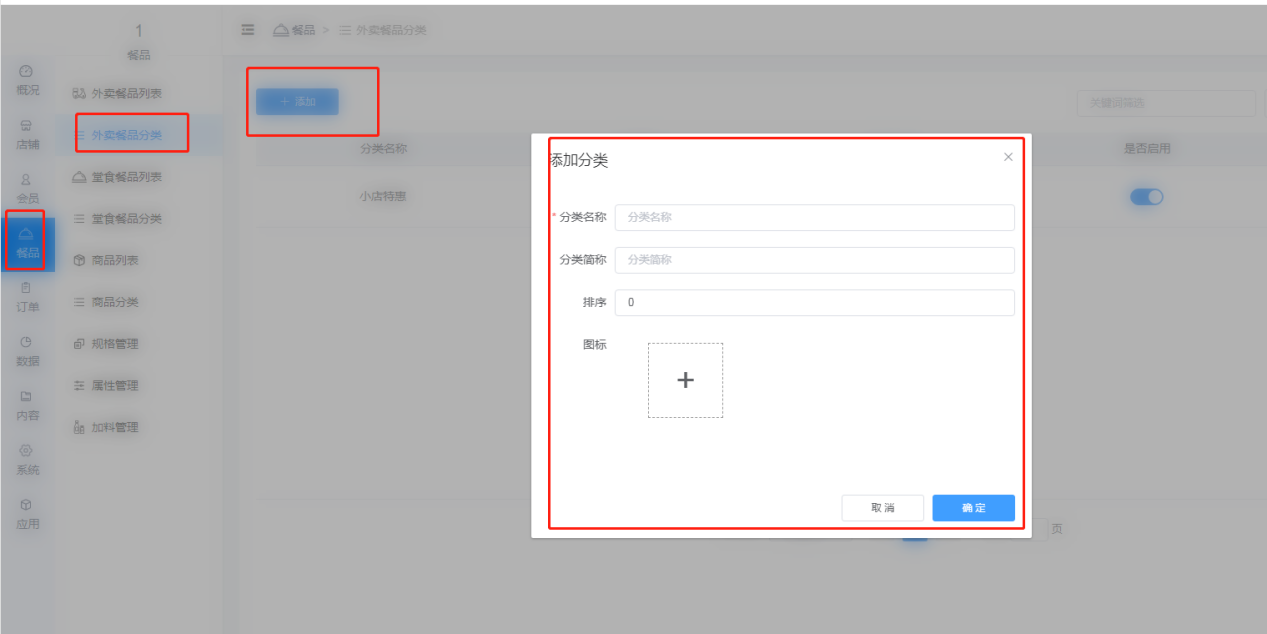 1
餐品
概况
店铺
会员
餐品
订单
数据
内容
系统
应用
外卖餐品列表
外卖餐品分类
堂食餐品列表
堂食餐品分类
商品列表
商品分类
规格管理
属性管理
加料管理
餐品 > 外卖餐品分类
+ 添加
关键词筛选
分类名称
是否启用
小店特惠
添加分类
* 分类名称 分类名称
分类简称 分类简称
排序 0
图标
取 消 确 定
页